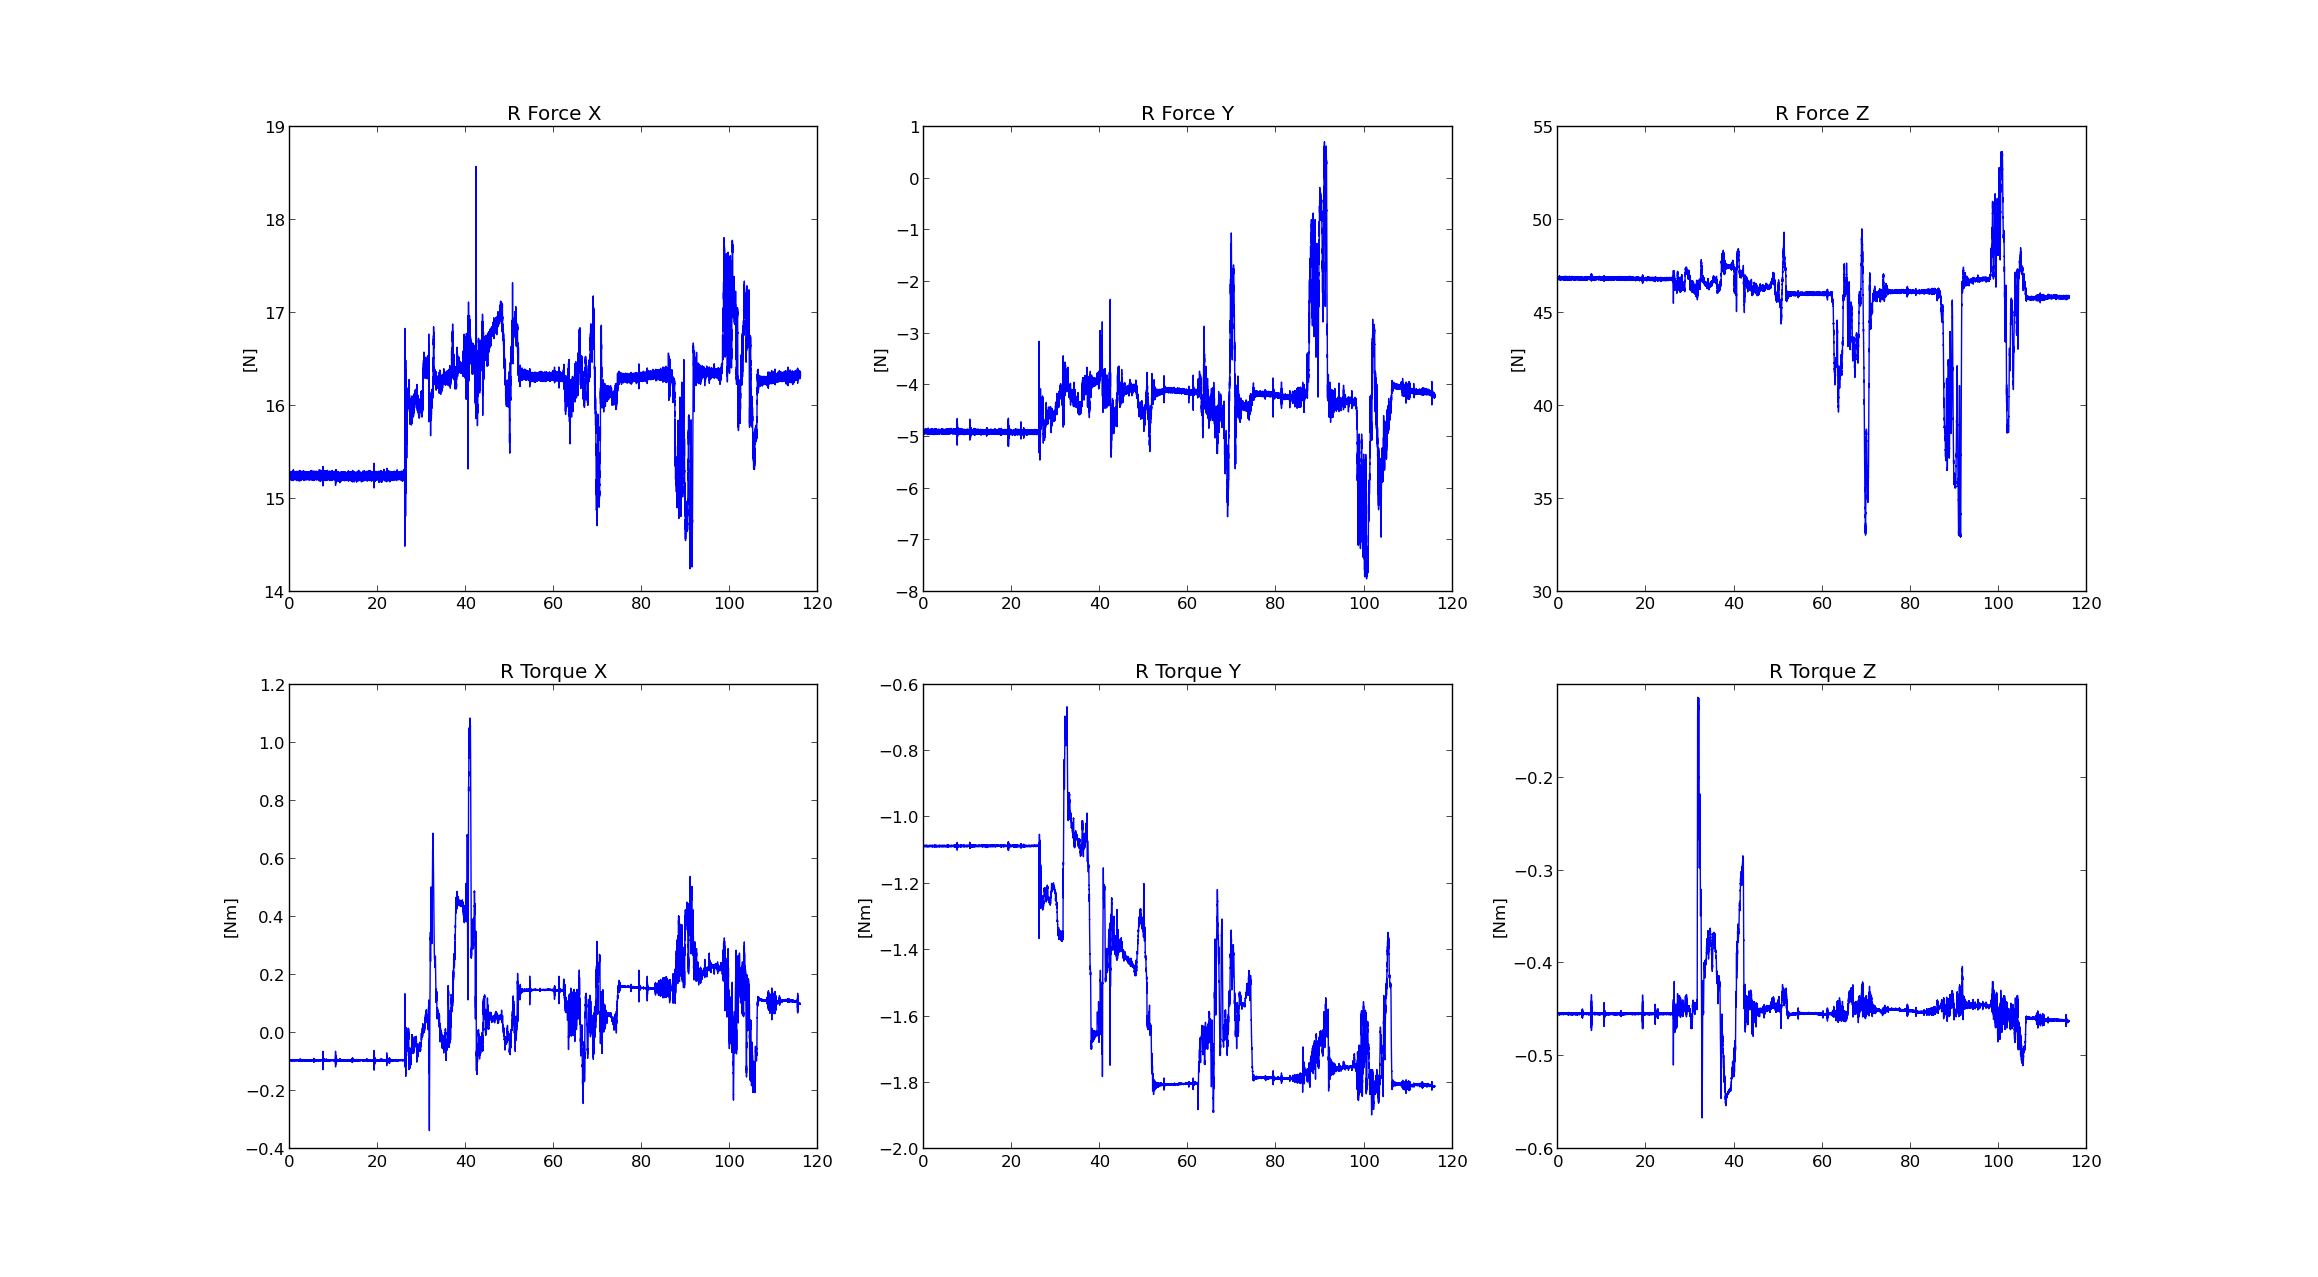 R Force X
19
18
17
16
15
14
[N]
0 20 40 60 80 100 120
R Force Y
1
0
−1
−2
−3
−4
−5
−6
−7
−8
[N]
0 20 40 60 80 100 120
R Force Z
55
50
45
40
35
30
[N]
0 20 40 60 80 100 120
R Torque X
1.2
1.0
0.8
0.6
0.4
0.2
0.0
−0.2
−0.4
[Nm]
0 20 40 60 80 100 120
R Torque Y
−0.6
−0.8
−1.0
−1.2
−1.4
−1.6
−1.8
−2.0
[Nm]
0 20 40 60 80 100 120
R Torque Z
−0.2
−0.3
−0.4
−0.5
−0.6
[Nm]
0 20 40 60 80 100 120